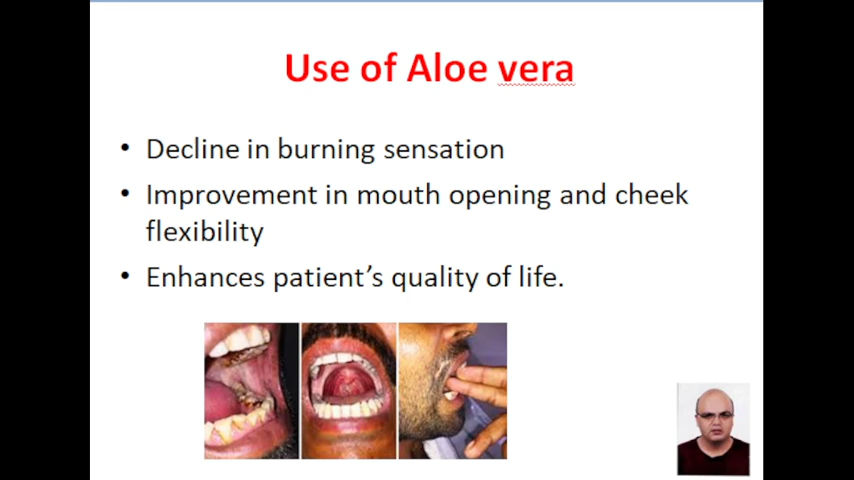 Use of Aloe vera
• Decline in burning sensation
• Improvement in mouth opening and cheek
flexibility
• Enhances patient’s quality of life.